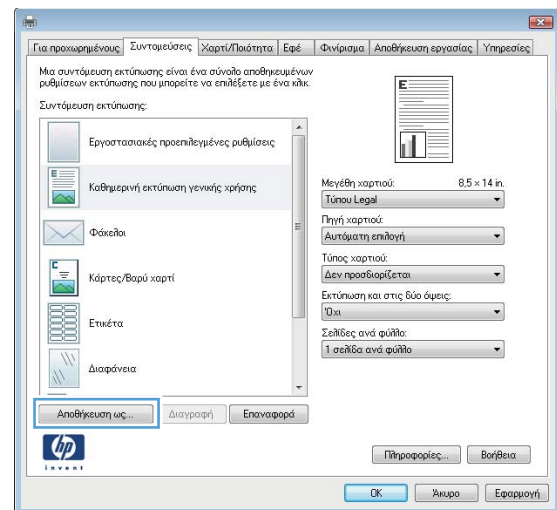 Για προχωρημένους Συντομεύσεις Χαρτί/Ποιότητα Εφέ Φινίρισμα Αποθήκευση εργασίας Υπηρεσίες
Μια συντόμευση εκτύπωσης είναι ένα σύνολο αποθηκευμένων
ρυθμίσεων εκτύπωσης που μπορείτε να επιλέξετε με ένα κλικ.
Συντόμευση εκτύπωσης:
Εργοστασιακές προεπιλεγμένες ρυθμίσεις
Καθημερινή εκτύπωση γενικής χρήσης
Φάκελοι
Κάρτες/Βαρύ χαρτί
Ετικέτα
Διαφάνεια
Αποθήκευση ως... Διαγραφή Επαναφορά
E
Μεγέθη χαρτιού: 8,5 × 14 in.
Τύπου Legal
Πηγή χαρτιού:
Αυτόματη επιλογή
Τύπος χαρτιού:
Δεν προσδιορίζεται
Εκτύπωση και στις δύο όψεις:
Όχι
Σελίδες ανά φύλλο:
1 σελίδα ανά φύλλο
hp
invent
Πληροφορίες... Βοήθεια
OK Άκυρο Εφαρμογή